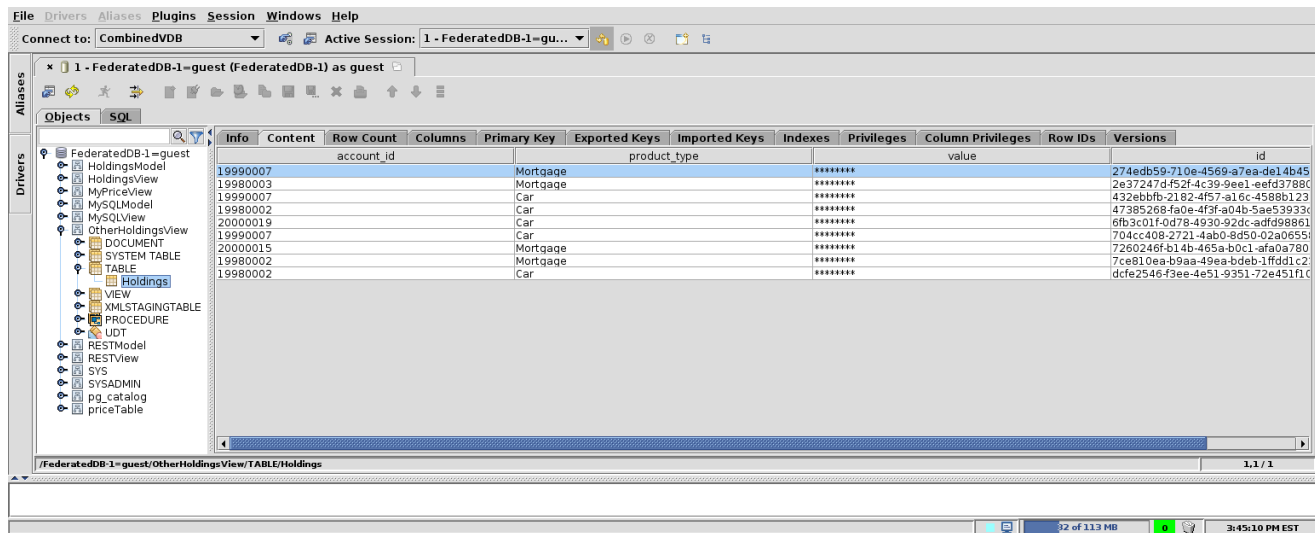 File Drivers Aliases Plugins Session Windows Help
Connect to: CombinedVDB Active Session: 1 - FederatedDB-1=gu...
× 1 - FederatedDB-1=guest (FederatedDB-1) as guest
Objects SQL
Aliases
Drivers
FederatedDB-1=guest
HoldingsModel
HoldingsView
MyPriceView
MySQLModel
MySQLView
OtherHoldingsView
DOCUMENT
SYSTEM TABLE
TABLE
Holdings
VIEW
XMLSTAGINGTABLE
PROCEDURE
UDT
RESTModel
RESTView
SYS
SYSADMIN
pg_catalog
priceTable
Info Content Row Count Columns Primary Key Exported Keys Imported Keys Indexes Privileges Column Privileges Row IDs Versions
account_id product_type value id
19990007 Mortgage ******** 274edb59-710e-4569-a7ea-de14b45
19980003 Mortgage ******** 2e37247d-f52f-4c39-9ee1-eefd37880
19990007 Car ******** 432ebbfb-2182-4f57-a16c-4588b123
19980002 Car ******** 47385268-fa0e-4f3f-a04b-5ae53933c
20000019 Car ******** 6fb3c01f-0d78-4930-92dc-adfd98861
19990007 Car ******** 704cc408-2721-4ab0-8d50-02a0655
20000015 Mortgage ******** 7260246f-b14b-465a-b0c1-afa0a780
19980002 Mortgage ******** 7ce810ea-b9aa-49ea-bdeb-1ffdd1c2
19980002 Car ******** dcfe2546-f3ee-4e51-9351-72e451f10
/FederatedDB-1=guest/OtherHoldingsView/TABLE/Holdings 1,1 / 1
32 of 113 MB 0 3:45:10 PM EST